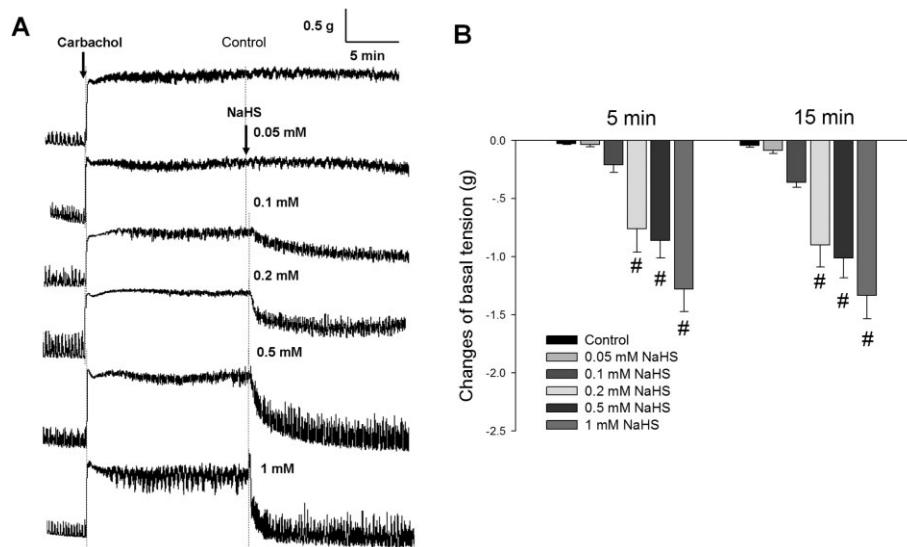 A
0.5 g
5 min
Carbachol
Control
NaHS
0.05 mM
0.1 mM
0.2 mM
0.5 mM
1 mM
B
5 min
15 min
Changes of basal tension (g)
0.0
-.5
-1.0
-1.5
-2.0
-2.5
# # #
# # #
Control
0.05 mM NaHS
0.1 mM NaHS
0.2 mM NaHS
0.5 mM NaHS
1 mM NaHS